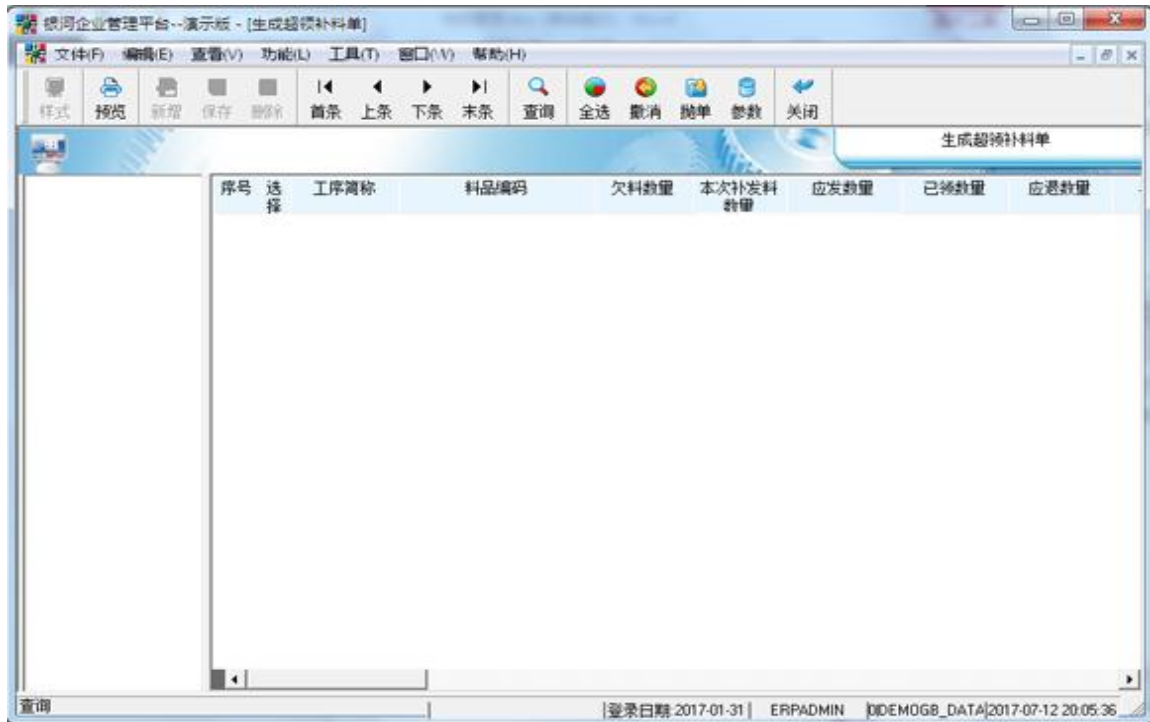 银河企业管理平台--演示版 - [生成超领补料单]
文件(F) 编辑(E) 查看(V) 功能(L) 工具(T) 窗口(W) 帮助(H)
样式 预览 新增 保存 删除 首条 上条 下条 末条 查询 全选 撤消 抛单 参数 关闭
生成超领补料单
序号 选择 工序简称 料品编码 欠料数量 本次补发料数量 应发数量 已领数量 应退数量
查询 登录日期:2017-01-31 ERPADMIN 2017-07-12 20:05:36